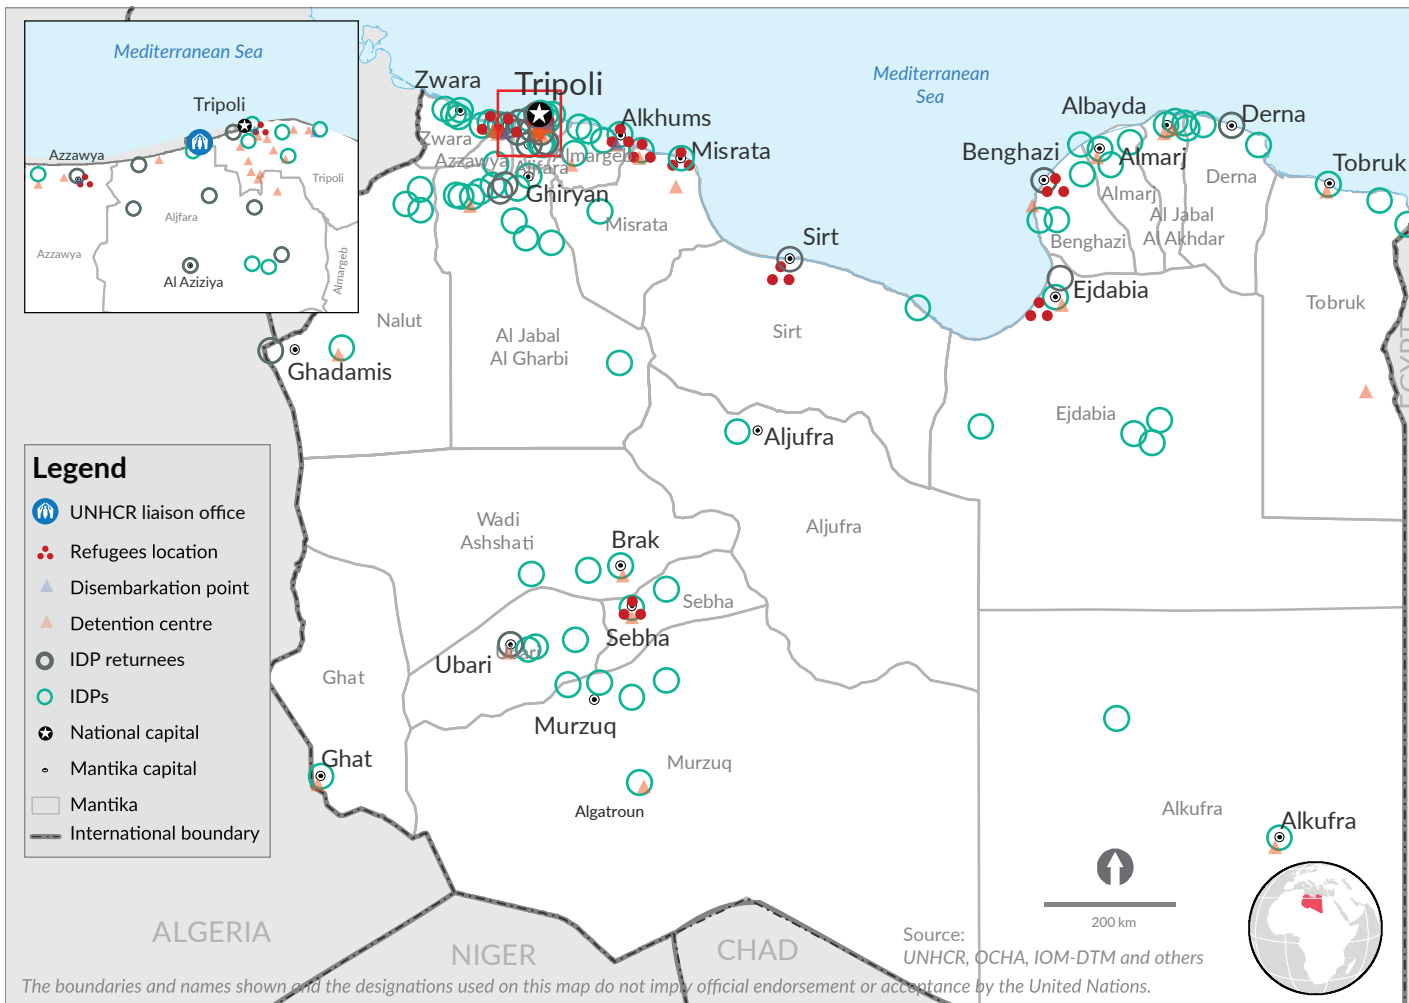 Mediterranean Sea
Tripoli
Azzawya
Tripoli
Aljfara
Azzawya
Almargeb
Al Aziziya
Zwara
Tripoli
Mediterranean
Sea
Alkhums
Misrata
Zwara
Azzawya
Aljfara
Ghiryan
Misrata
Albayda
Derna
Benghazi
Almarj
Tobruk
Derna
Almarj
Al Jabal
Al Akhdar
Benghazi
Sirt
Ejdabia
Tobruk
EGYPT
Nalut
Al Jabal
Al Gharbi
Sirt
Ghadamis
Ejdabia
Aljufra
Aljufra
Wadi
Ashshati
Brak
Sebha
Sebha
Ubari
Ubari
Ghat
Murzuq
Murzuq
Ghat
Algatroun
Alkufra
Alkufra
Legend
UNHCR liaison office
Refugees location
Disembarkation point
Detention centre
IDP returnees
IDPs
National capital
Mantika capital
Mantika
International boundary
200 km
ALGERIA
NIGER
CHAD
Source:
UNHCR, OCHA, IOM-DTM and others
The boundaries and names shown and the designations used on this map do not imply official endorsement or acceptance by the United Nations.